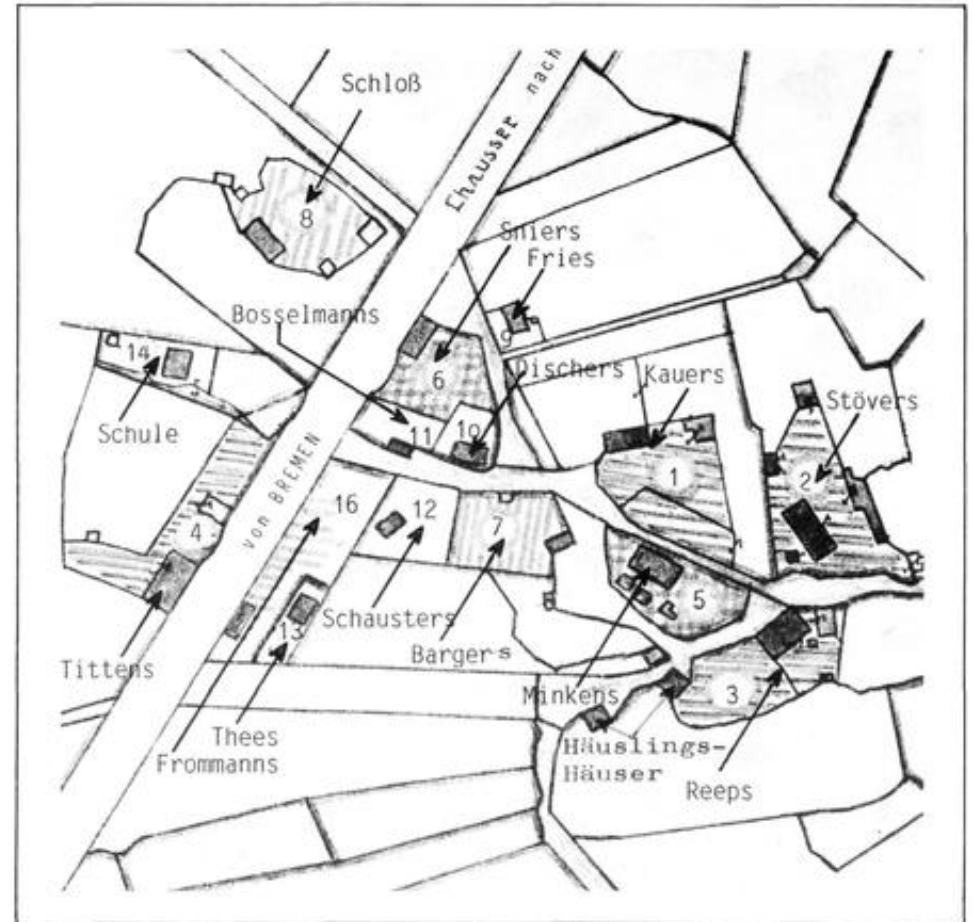 Schloß
Chaussee nach
8
Sniers
Fries
Bosselmanns
9
14
6
Dischers
Kauers
Stövers
Schule
11
10
1
2
von BREMEN
16
12
7
4
5
13
Schausters
Bargers
Tittens
Minkens
3
Thees
Frommanns
Häuslings-
Häuser
Reeps